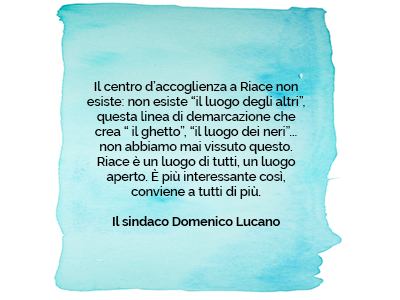 Il centro d’accoglienza a Riace non
esiste: non esiste “il luogo degli altri”,
questa linea di demarcazione che
crea “ il ghetto”, “il luogo dei neri”...
non abbiamo mai vissuto questo.
Riace è un luogo di tutti, un luogo
aperto. È più interessante così,
conviene a tutti di più.
Il sindaco Domenico Lucano